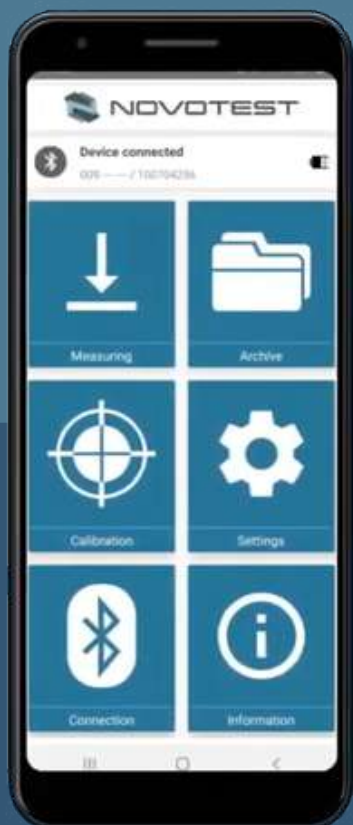 NOVOTEST
Device connected
Measuring
Archive
Calibration
Settings
Connection
Information